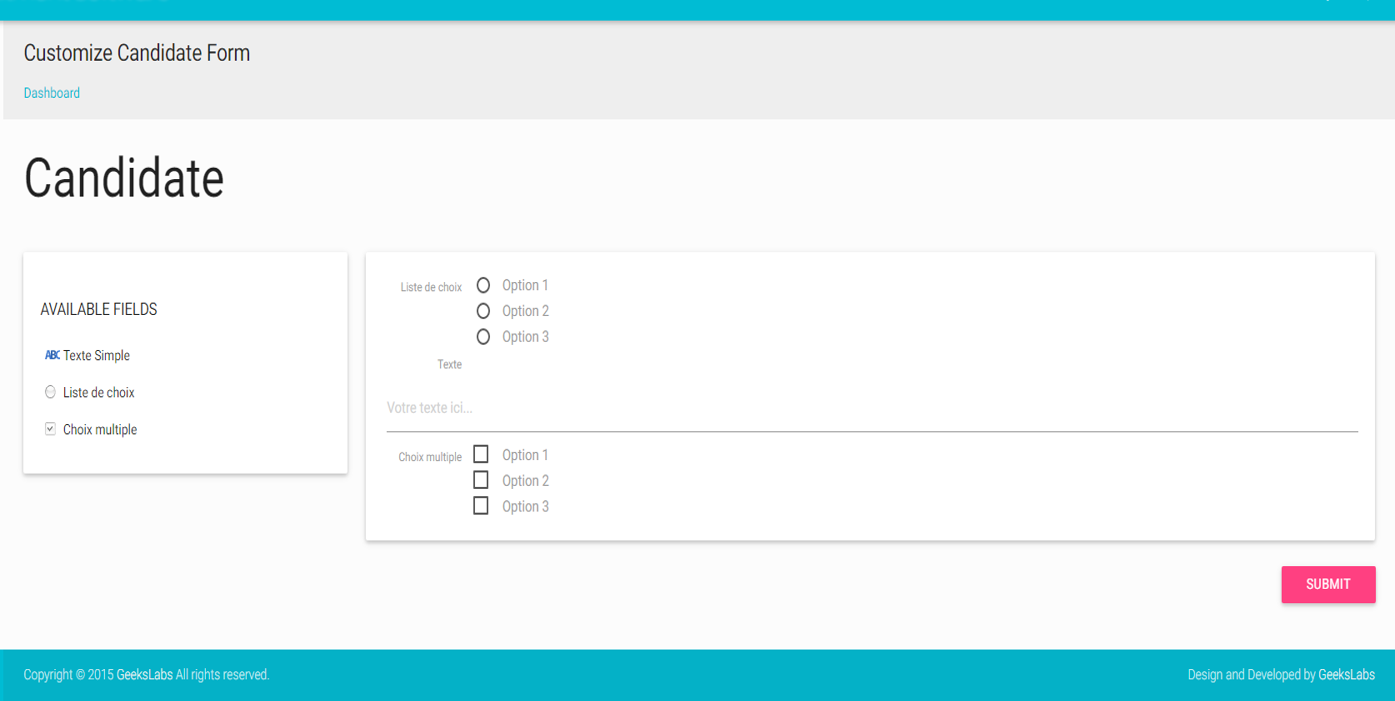 Customize Candidate Form
Dashboard
Candidate
AVAILABLE FIELDS
ABC Texte Simple
Liste de choix
Choix multiple
Liste de choix Option 1
Option 2
Option 3
Texte
Votre texte ici...
Choix multiple Option 1
Option 2
Option 3
SUBMIT
Copyright © 2015 GeeksLabs All rights reserved.
Design and Developed by GeeksLabs